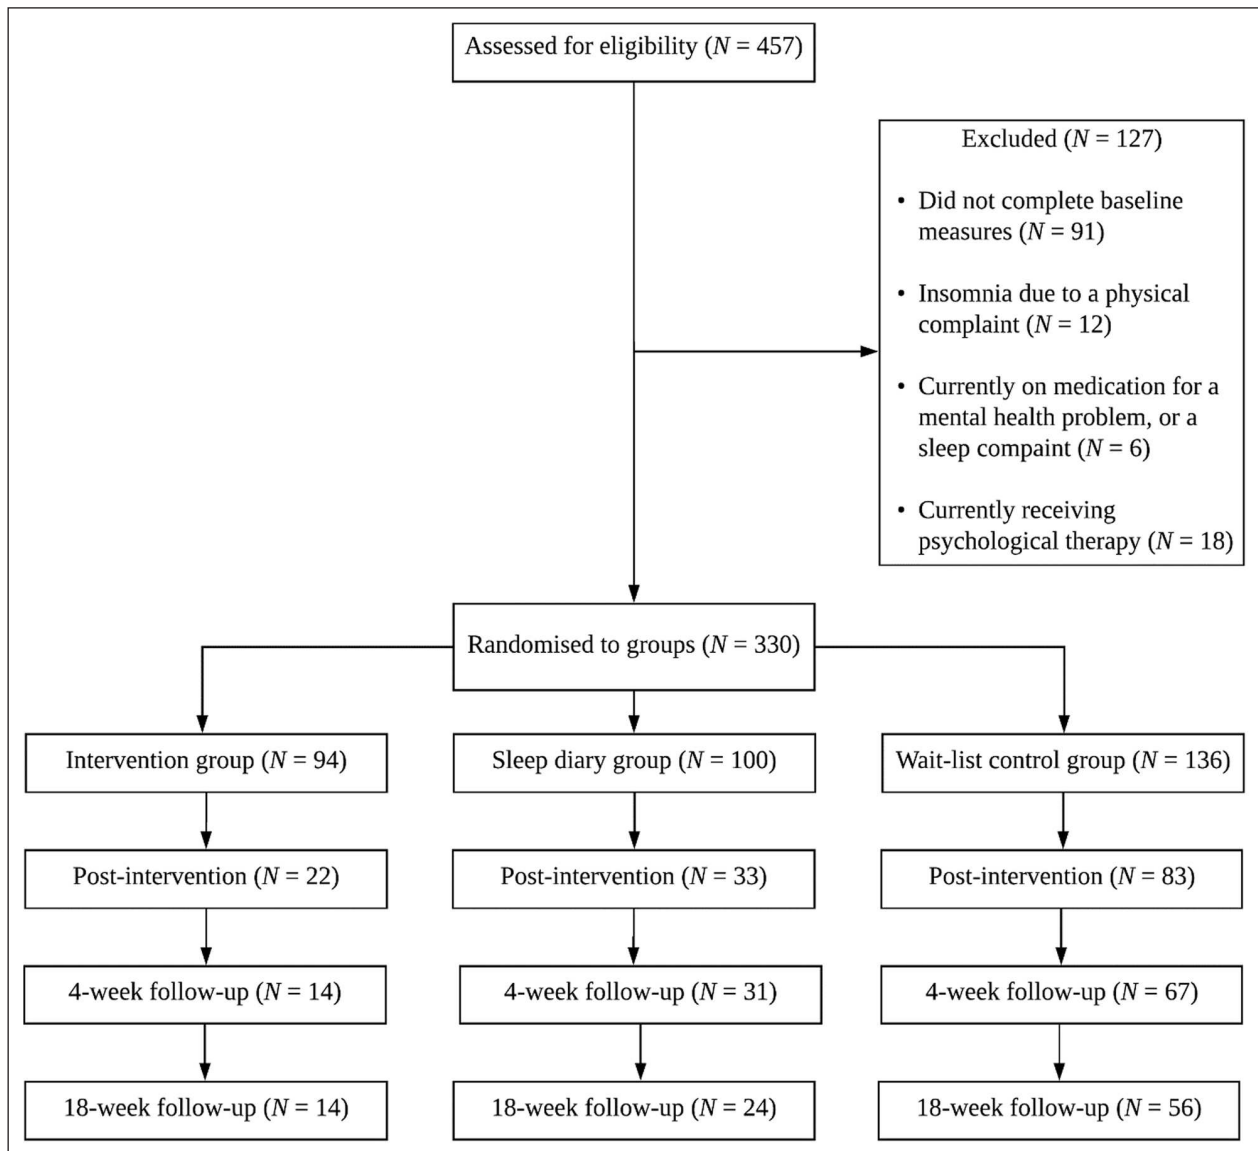 Assessed for eligibility (N = 457)
Excluded (N = 127)
• Did not complete baseline
measures (N = 91)
• Insomnia due to a physical
complaint (N = 12)
• Currently on medication for a
mental health problem, or a
sleep compaint (N = 6)
• Currently receiving
psychological therapy (N = 18)
Randomised to groups (N = 330)
Intervention group (N = 94)
Sleep diary group (N = 100)
Wait-list control group (N = 136)
Post-intervention (N = 22)
Post-intervention (N = 33)
Post-intervention (N = 83)
4-week follow-up (N = 14)
4-week follow-up (N = 31)
4-week follow-up (N = 67)
18-week follow-up (N = 14)
18-week follow-up (N = 24)
18-week follow-up (N = 56)